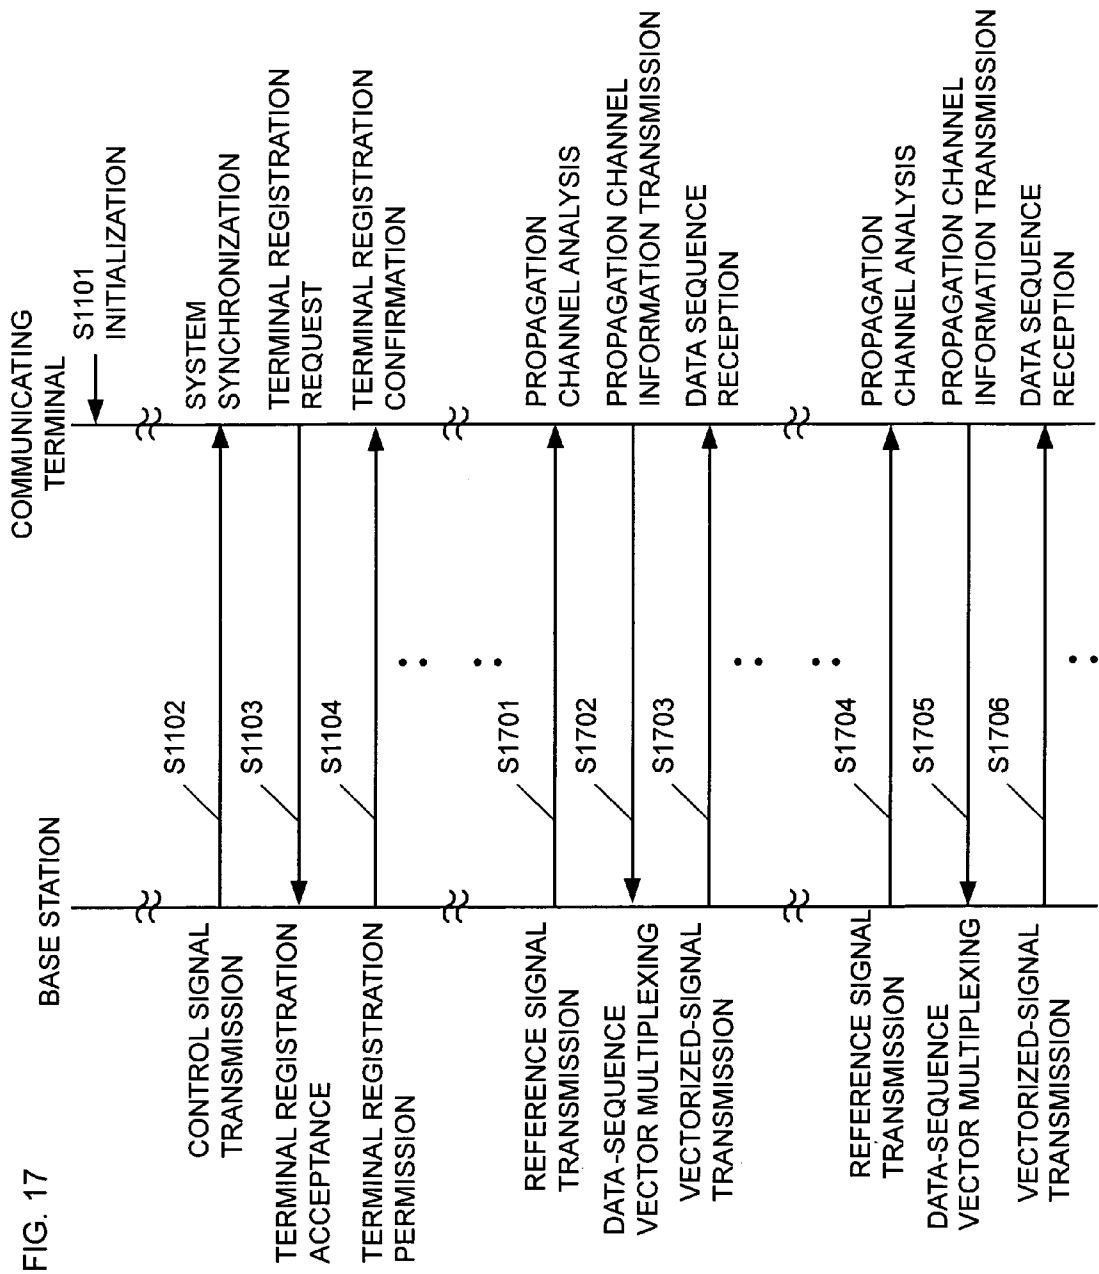 FIG. 17
BASE STATION
COMMUNICATING
TERMINAL
S1101
INITIALIZATION
CONTROL SIGNAL
TRANSMISSION
S1102
SYSTEM
SYNCHRONIZATION
TERMINAL REGISTRATION
ACCEPTANCE
S1103
TERMINAL REGISTRATION
REQUEST
TERMINAL REGISTRATION
PERMISSION
S1104
TERMINAL REGISTRATION
CONFIRMATION
REFERENCE SIGNAL
TRANSMISSION
S1701
PROPAGATION
CHANNEL ANALYSIS
DATA-SEQUENCE
VECTOR MULTIPLEXING
S1702
PROPAGATION CHANNEL
INFORMATION TRANSMISSION
VECTORIZED-SIGNAL
TRANSMISSION
S1703
DATA SEQUENCE
RECEPTION
REFERENCE SIGNAL
TRANSMISSION
S1704
PROPAGATION
CHANNEL ANALYSIS
DATA-SEQUENCE
VECTOR MULTIPLEXING
S1705
PROPAGATION CHANNEL
INFORMATION TRANSMISSION
VECTORIZED-SIGNAL
TRANSMISSION
S1706
DATA SEQUENCE
RECEPTION